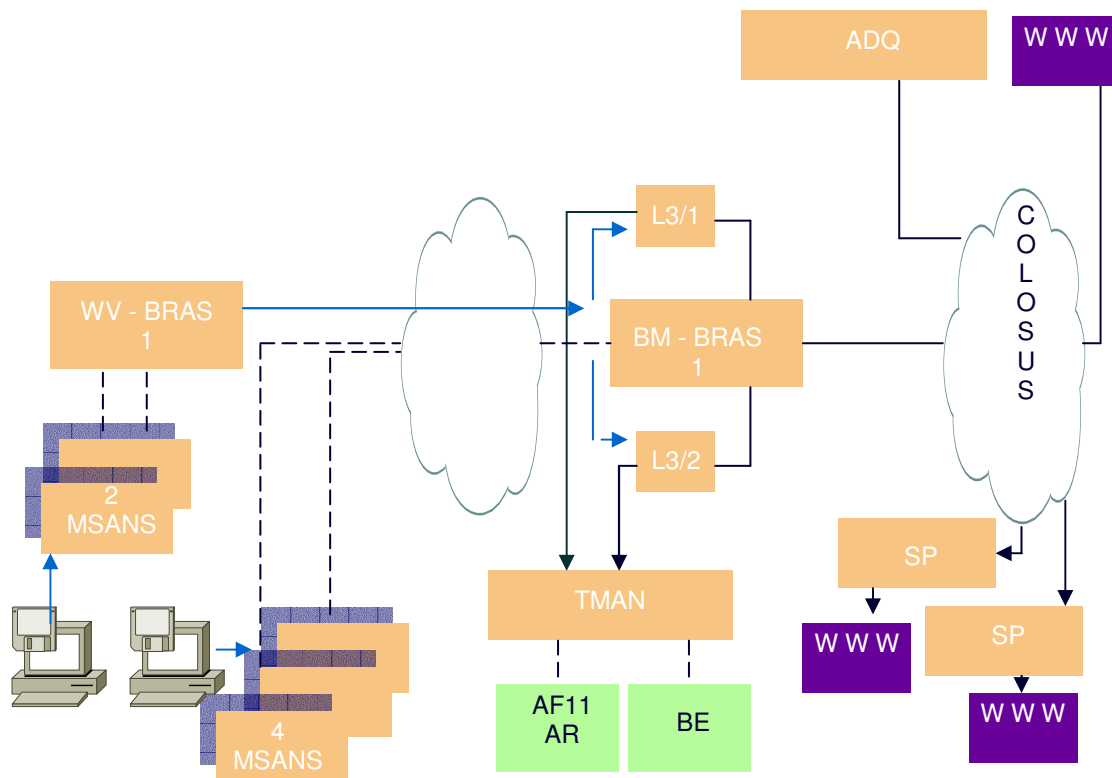 ADQ
W W W
L3/1
C
O
L
O
S
U
S
WV - BRAS
1
BM - BRAS
1
L3/2
2
MSANS
SP
TMAN
SP
W W W
AF11
AR
BE
W W W
4
MSANS